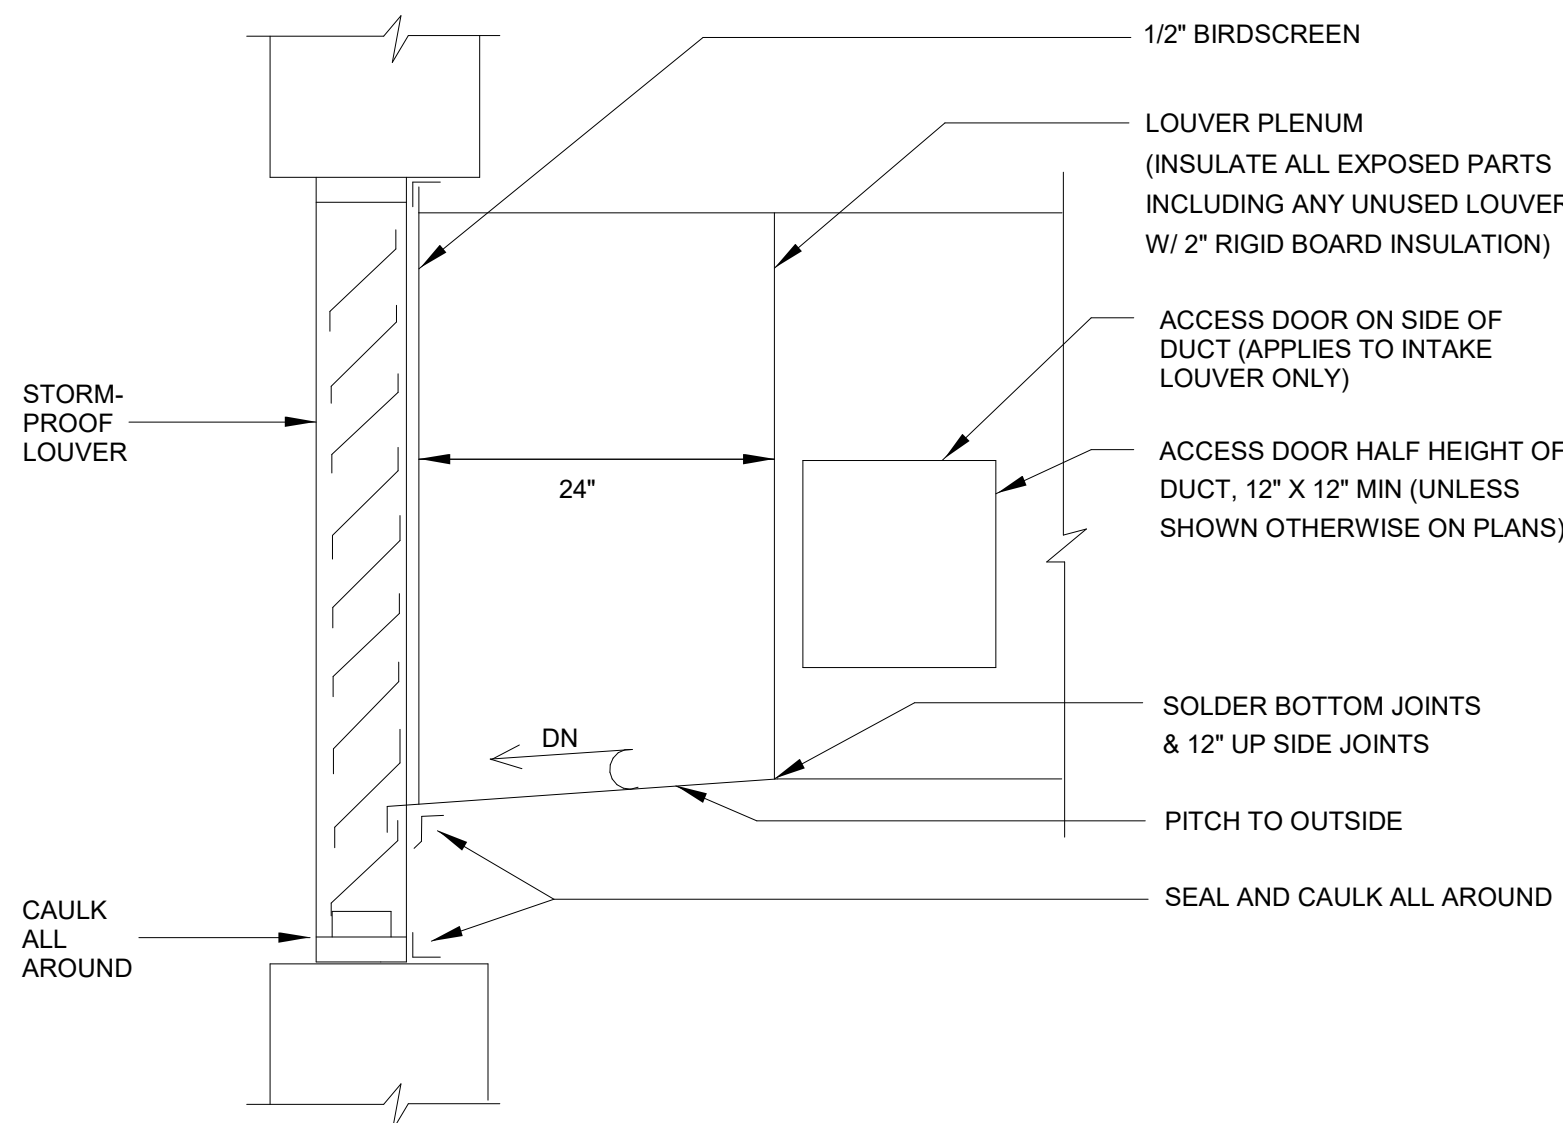 1/2" BIRDSCREEN
LOUVER PLENUM
(INSULATE ALL EXPOSED PARTS
INCLUDING ANY UNUSED LOUVER
W/ 2" RIGID BOARD INSULATION)
ACCESS DOOR ON SIDE OF
DUCT (APPLIES TO INTAKE
LOUVER ONLY)
STORM-
PROOF
LOUVER
ACCESS DOOR HALF HEIGHT OF
DUCT, 12" X 12" MIN (UNLESS
SHOWN OTHERWISE ON PLANS)
24"
SOLDER BOTTOM JOINTS
& 12" UP SIDE JOINTS
DN
PITCH TO OUTSIDE
SEAL AND CAULK ALL AROUND
CAULK
ALL
AROUND